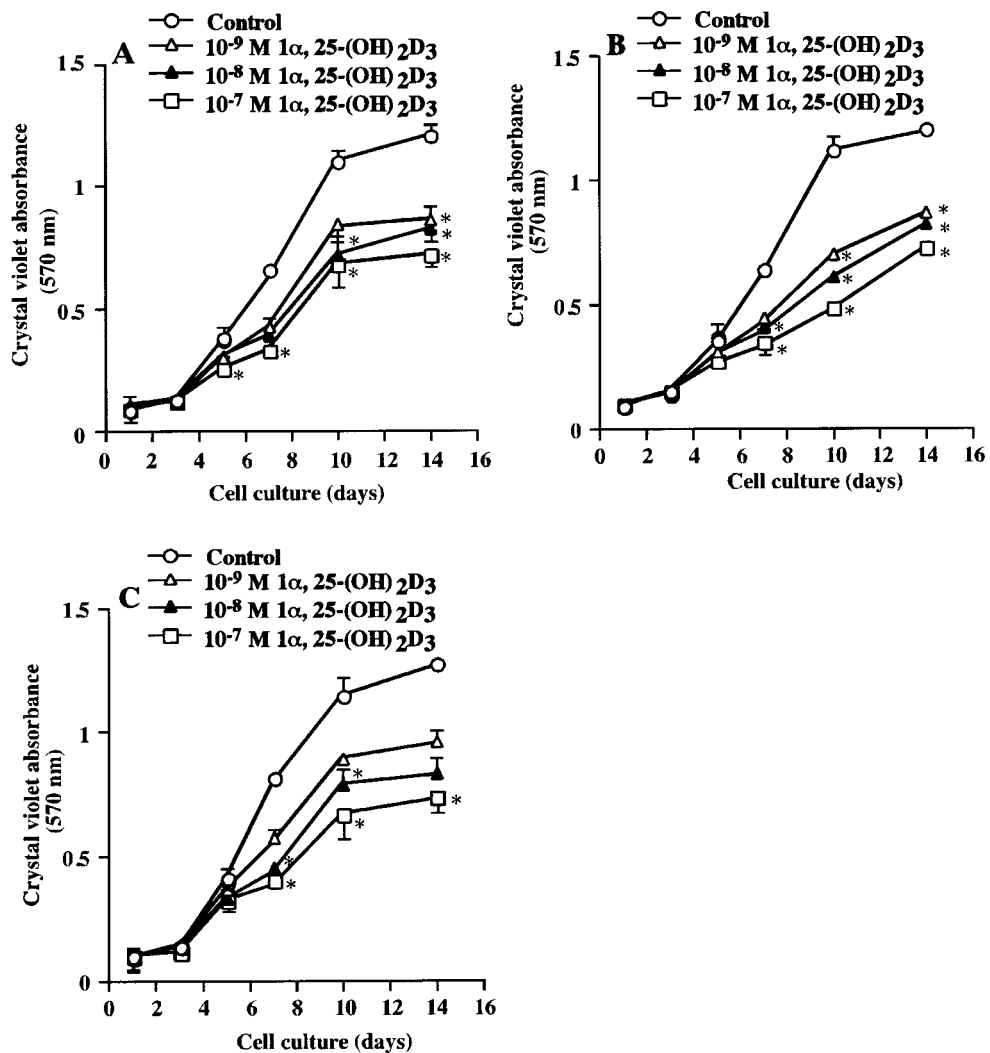 A
Control
10-9 M 1α, 25-(OH) 2D3
10-8 M 1α, 25-(OH) 2D3
10-7 M 1α, 25-(OH) 2D3
Crystal violet absorbance
(570 nm)
1 5
1
0 5
0
0 2 4 6 8 10 12 14 16
* * * * * * *
Cell culture (days)
B
Control
10-9 M 1α, 25-(OH) 2D3
10-8 M 1α, 25-(OH) 2D3
10-7 M 1α, 25-(OH) 2D3
Crystal violet absorbance
(570 nm)
1 5
1
0 5
0
0 2 4 6 8 10 12 14 16
* * * * * * * *
Cell culture (days)
C
Control
10-9 M 1α, 25-(OH) 2D3
10-8 M 1α, 25-(OH) 2D3
10-7 M 1α, 25-(OH) 2D3
Crystal violet absorbance
(570 nm)
1 5
1
0 5
0
0 2 4 6 8 10 12 14 16
* * * * *
Cell culture (days)